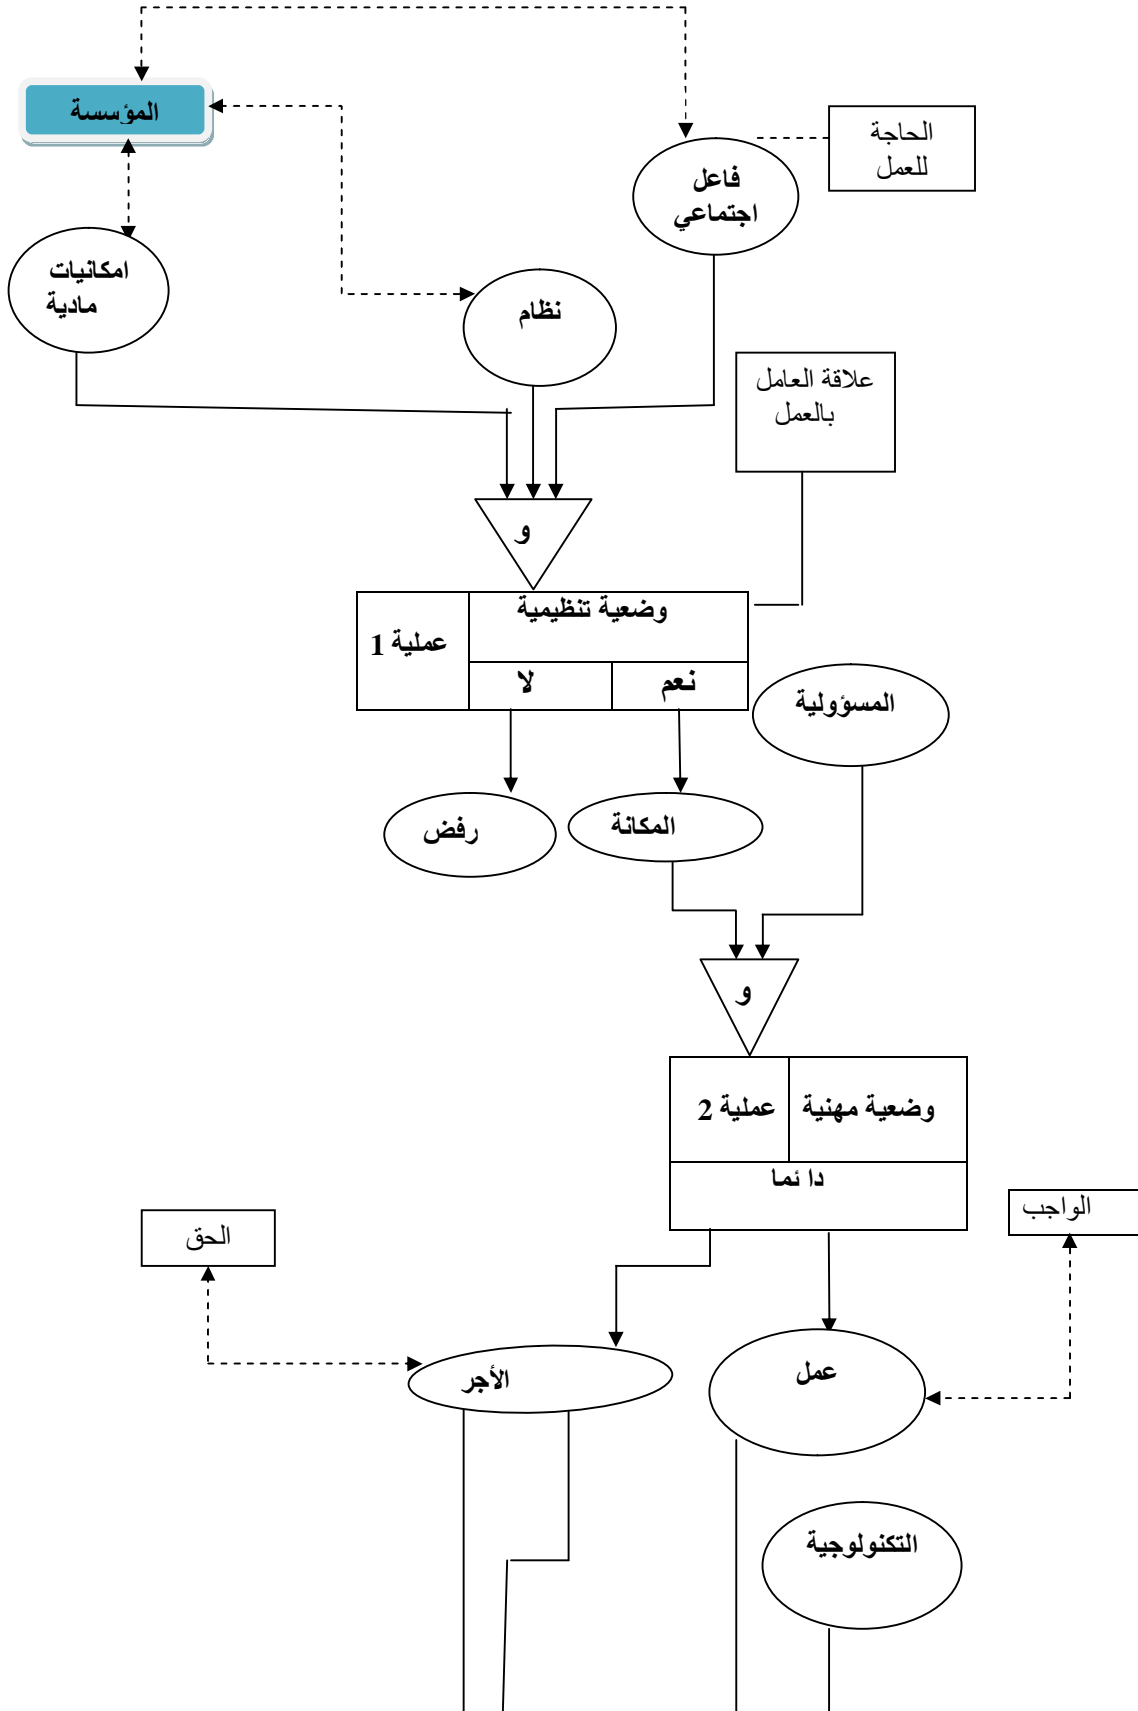 المؤسسة
الحاجة
للعمل
فاعل
اجتماعي
امكانيات
مادية
نظام
علاقة العامل
بالعمل
و
عملية 1
وضعية تنظيمية
نعم
لا
المسؤولية
المكانة
رفض
و
وضعية مهنية
عملية 2
دا ئما
الواجب
الحق
عمل
الأجر
التكنولوجية